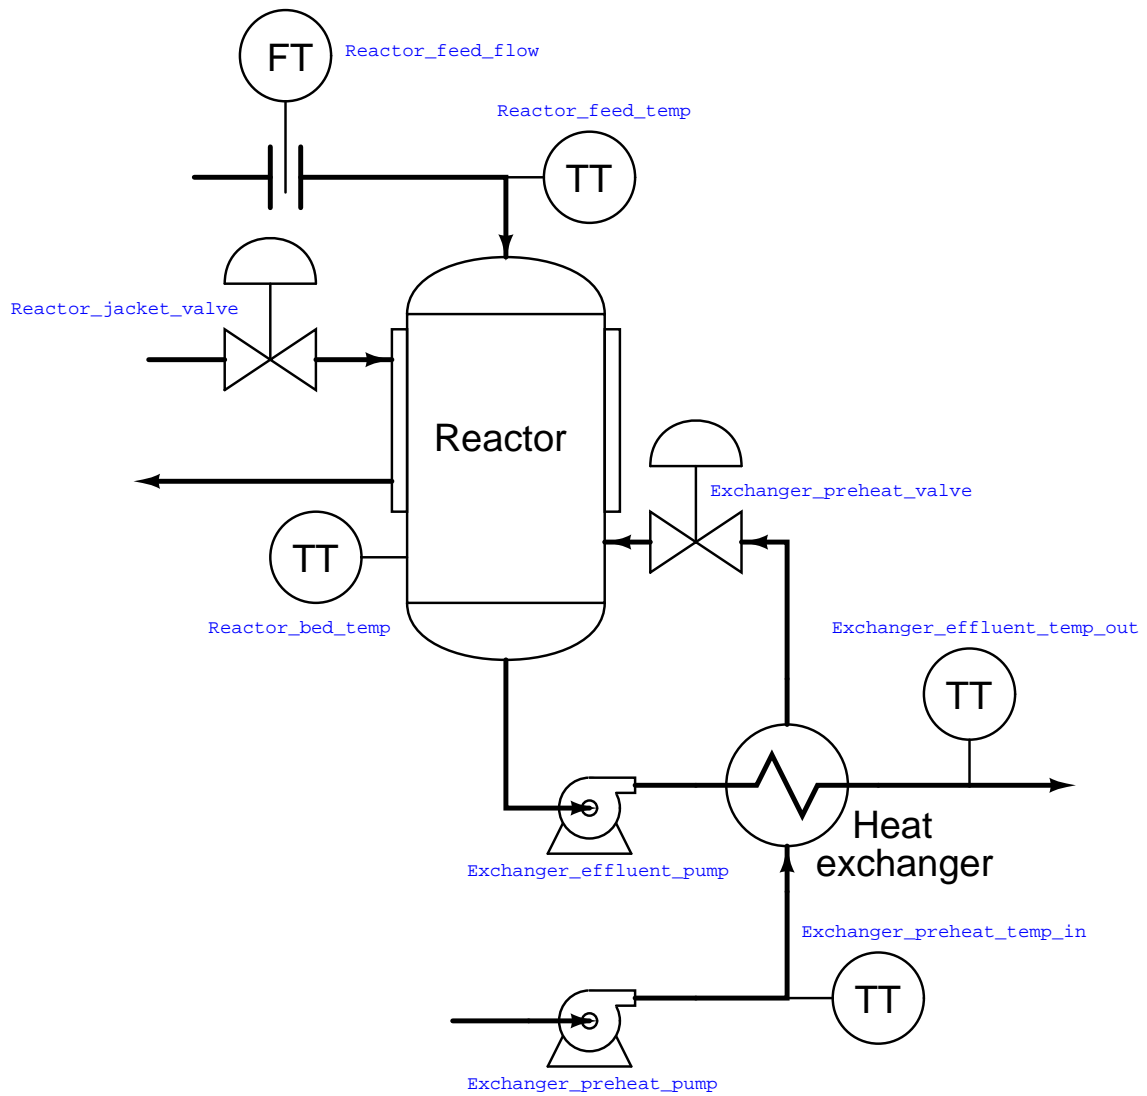 FT
Reactor_feed_flow
Reactor_feed_temp
TT
Reactor_jacket_valve
Reactor
Exchanger_preheat_valve
TT
Reactor_bed_temp
Exchanger_effluent_temp_out
TT
Heat
exchanger
Exchanger_effluent_pump
Exchanger_preheat_temp_in
TT
Exchanger_preheat_pump